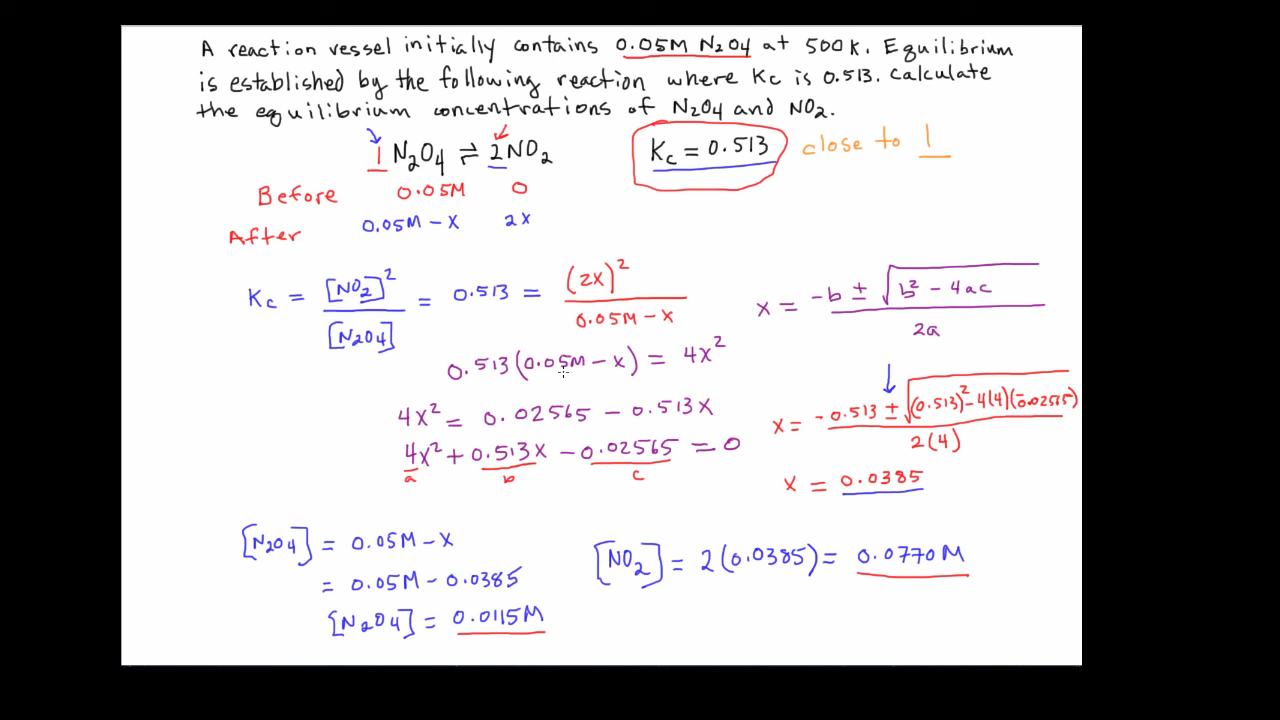 A reaction vessel initially contains 0.05M N₂O₄ at 500K. Equilibrium
is established by the following reaction where Kc is 0.513. Calculate
the equilibrium concentrations of N₂O₄ and NO₂.
1 N₂O₄ ⇌ 2NO₂
Kc = 0.513 close to 1
Before 0.05M 0
After 0.05M - x 2x
Kc = [NO₂]² / [N₂O₄] = 0.513 = (2x)² / 0.05M - x
0.513(0.05M - x) = 4x²
4x² = 0.02565 - 0.513x
4x² + 0.513x - 0.02565 = 0
a b c
x = -b ± √b² - 4ac / 2a
x = -0.513 ± √(0.513)² - 4(4)(-0.02565) / 2(4)
x = 0.0385
[N₂O₄] = 0.05M - x
= 0.05M - 0.0385
[N₂O₄] = 0.0115M
[NO₂] = 2(0.0385) = 0.0770M